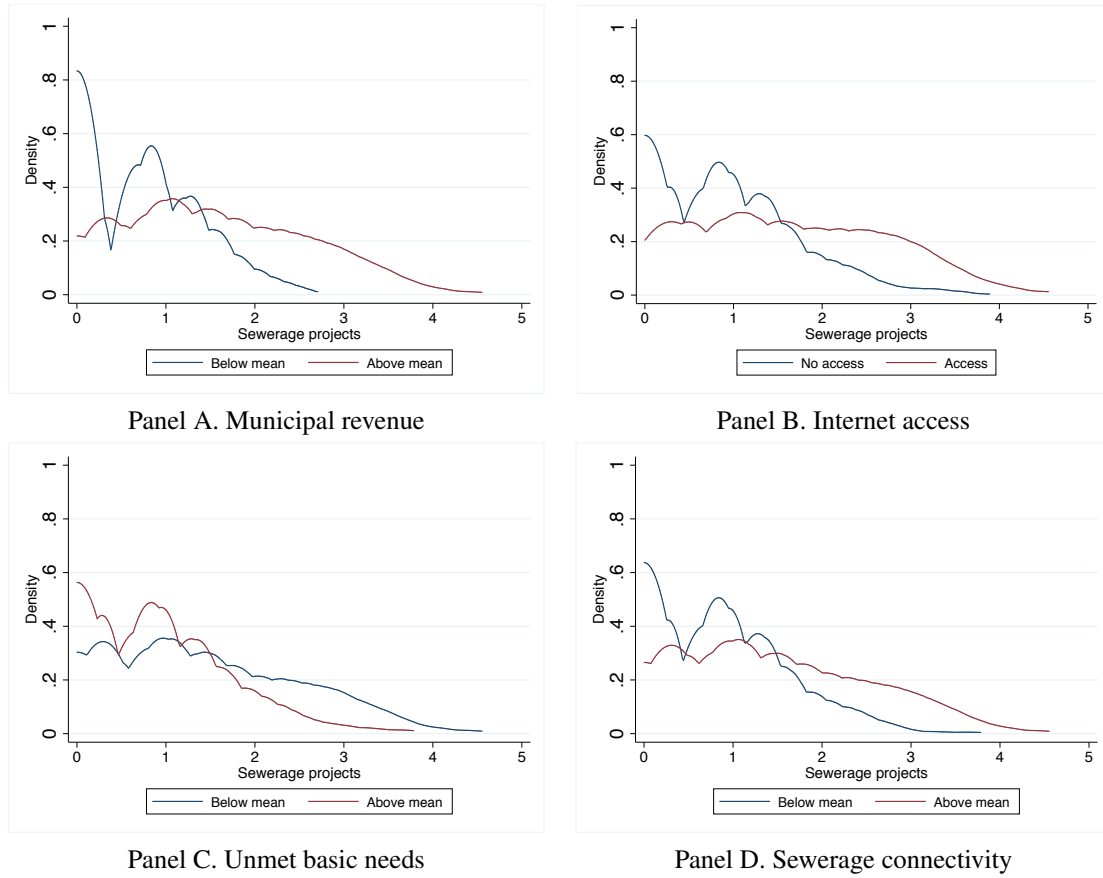 Density
1
.8
.6
.4
.2
0
0 1 2 3 4 5
Sewerage projects
Below mean Above mean
Panel A. Municipal revenue
Density
1
.8
.6
.4
.2
0
0 1 2 3 4 5
Sewerage projects
No access Access
Panel B. Internet access
Density
1
.8
.6
.4
.2
0
0 1 2 3 4 5
Sewerage projects
Below mean Above mean
Panel C. Unmet basic needs
Density
1
.8
.6
.4
.2
0
0 1 2 3 4 5
Sewerage projects
Below mean Above mean
Panel D. Sewerage connectivity